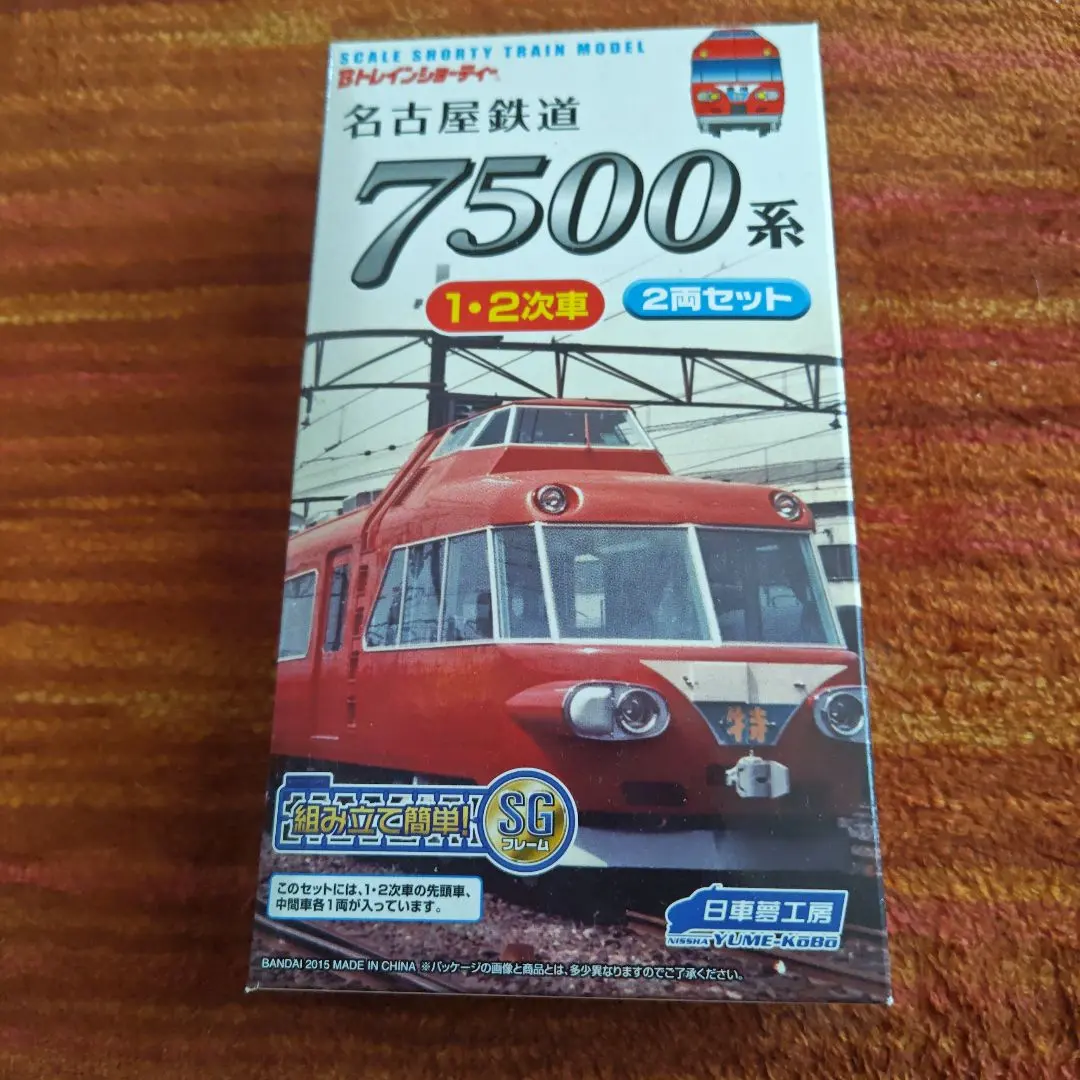 SCALE SHORTY TRAIN MODEL
Bトレインショーティー
名古屋鉄道
7500系
1・2次車
2両セット
特
組み立て簡単!
SG
フレーム
このセットには、1・2次車の先頭車、
中間車各1両が入っています。
日車夢工房
NISSHA YUME-KoBo
BANDAI 2015 MADE IN CHINA ※パッケージの画像と商品とは、多少異なりますのでご了承ください。